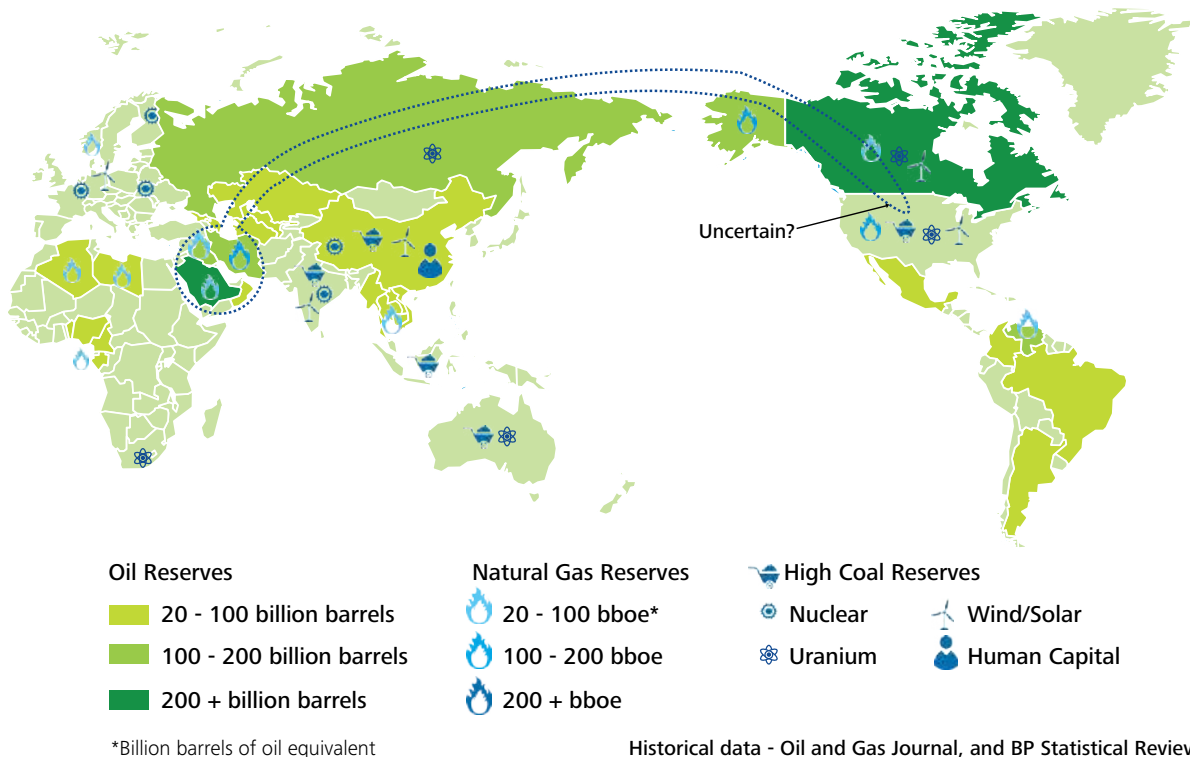 Uncertain?
Oil Reserves
20 - 100 billion barrels
100 - 200 billion barrels
200 + billion barrels
Natural Gas Reserves
20 - 100 bboe*
100 - 200 bboe
200 + bboe
High Coal Reserves
Nuclear
Wind/Solar
Uranium
Human Capital
*Billion barrels of oil equivalent
Historical data - Oil and Gas Journal, and BP Statistical Review